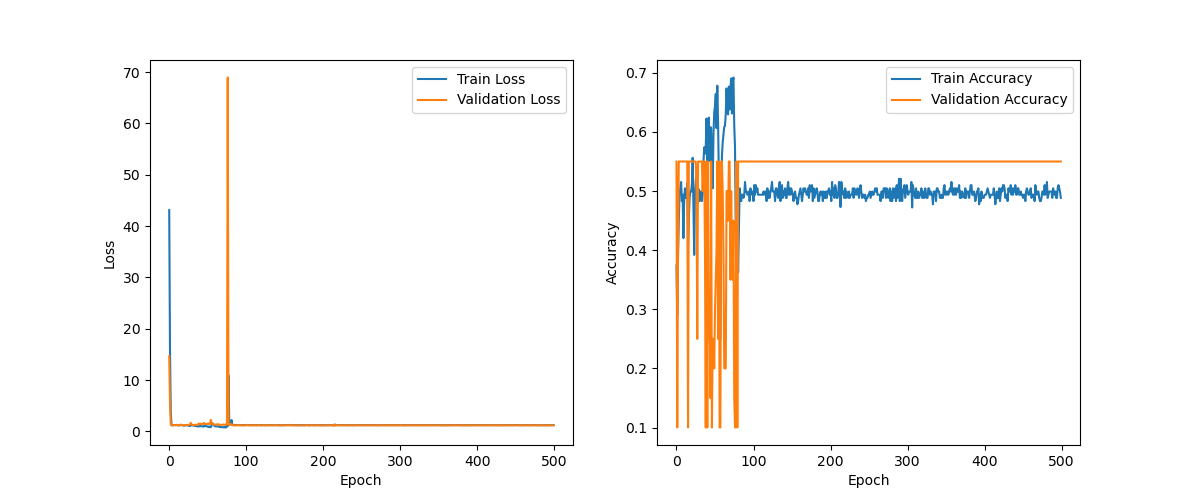 70
60
50
40
30
20
10
0
Loss
0 100 200 300 400 500
Epoch
Train Loss
Validation Loss
0.7
0.6
0.5
0.4
0.3
0.2
0.1
Accuracy
0 100 200 300 400 500
Epoch
Train Accuracy
Validation Accuracy